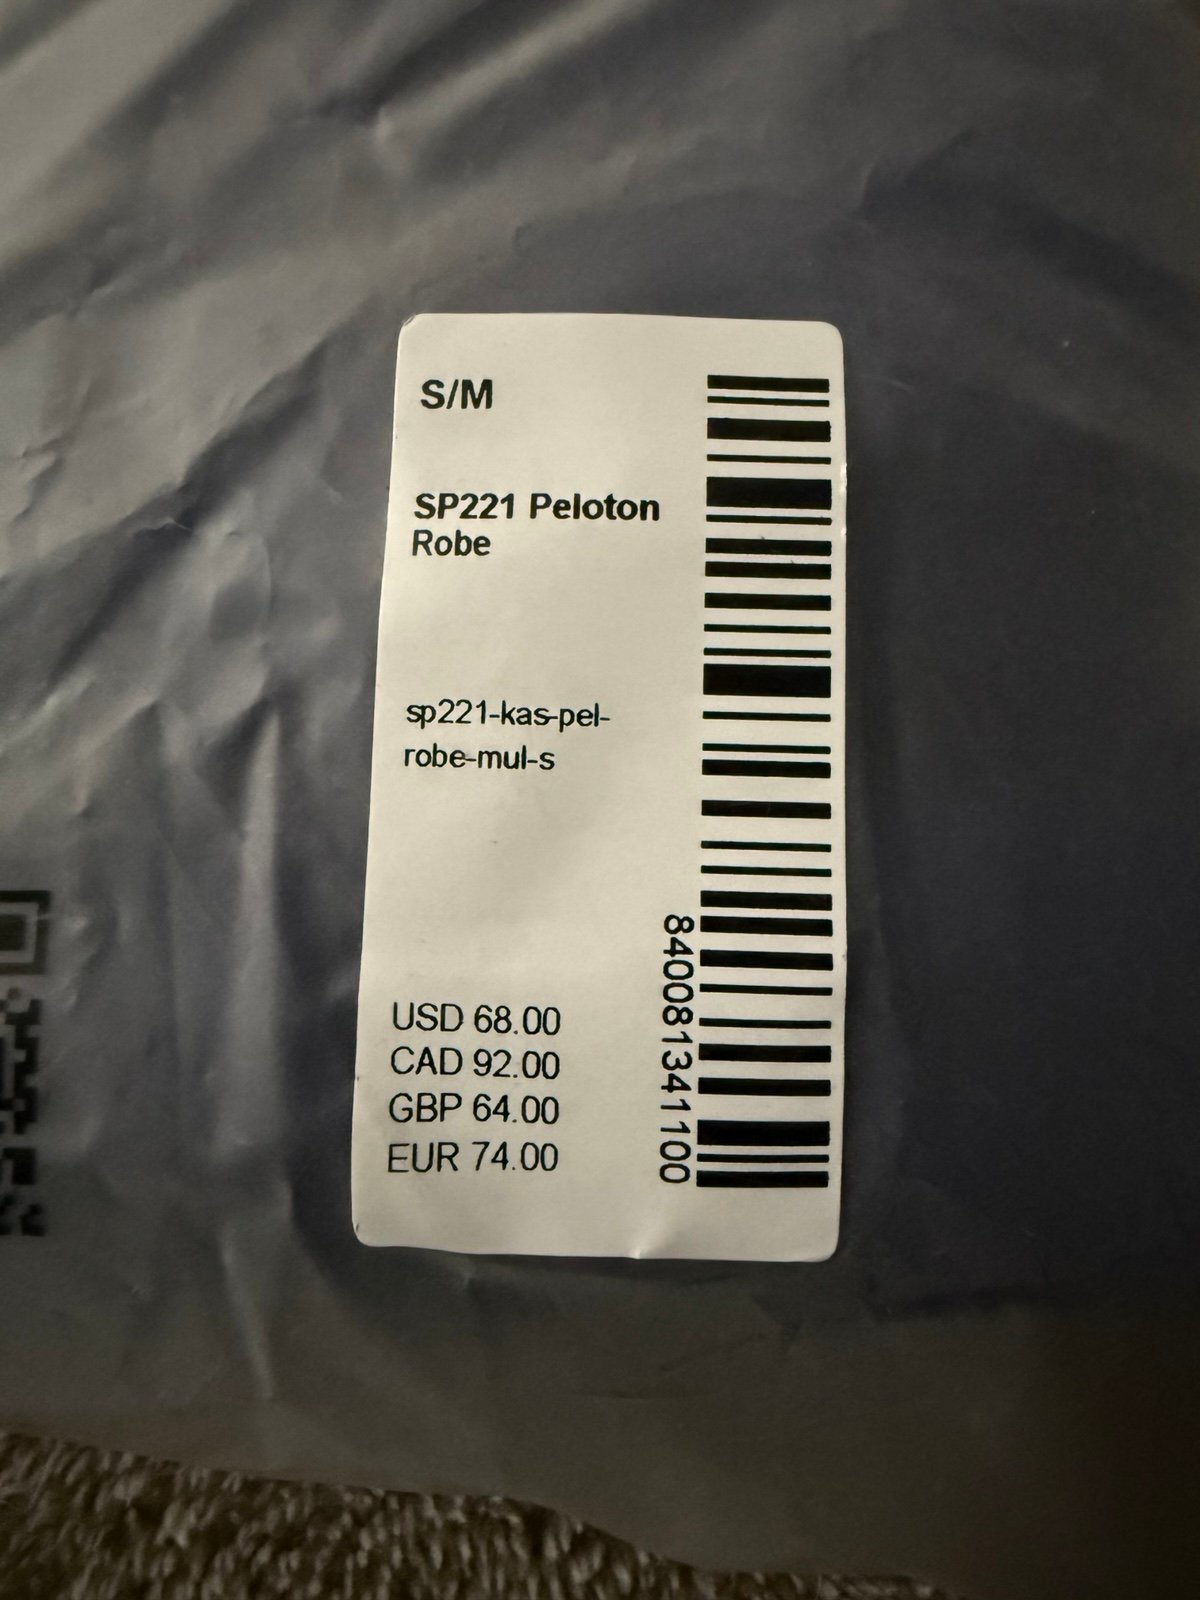 S/M
SP221 Peloton
Robe
sp221-kas-pel-
robe-mul-s
USD 68.00
CAD 92.00
GBP 64.00
EUR 74.00
840081341100